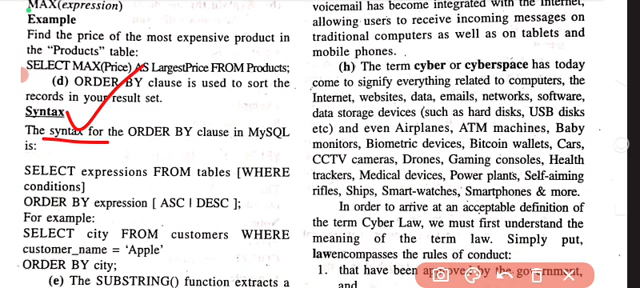 MAX(expression)
Example
Find the price of the most expensive product in
the “Products” table:
SELECT MAX(Price) AS LargestPrice FROM Products;
(d) ORDER BY clause is used to sort the
records in your result set.
Syntax
The syntax for the ORDER BY clause in MySQL
is:
SELECT expressions FROM tables [WHERE
conditions]
ORDER BY expression [ ASC I DESC ];
For example:
SELECT city FROM customers WHERE
customer_name = ‘Apple’
ORDER BY city;
(e) The SUBSTRING() function extracts a
voicemail has become integrated with the Internet,
allowing users to receive incoming messages on
traditional computers as well as on tablets and
mobile phones.
(h) The term cyber or cyberspace has today
come to signify everything related to computers, the
Internet, websites, data, emails, networks, software,
data storage devices (such as hard disks, USB disks
etc) and even Airplanes, ATM machines, Baby
monitors, Biometric devices, Bitcoin wallets, Cars,
CCTV cameras, Drones, Gaming consoles, Health
trackers, Medical devices, Power plants, Self-aiming
rifles, Ships, Smart-watches, Smartphones & more.
In order to arrive at an acceptable definition of
the term Cyber Law, we must first understand the
meaning of the term law. Simply put,
lawencompasses the rules of conduct:
1. that have been approved by the government,
and